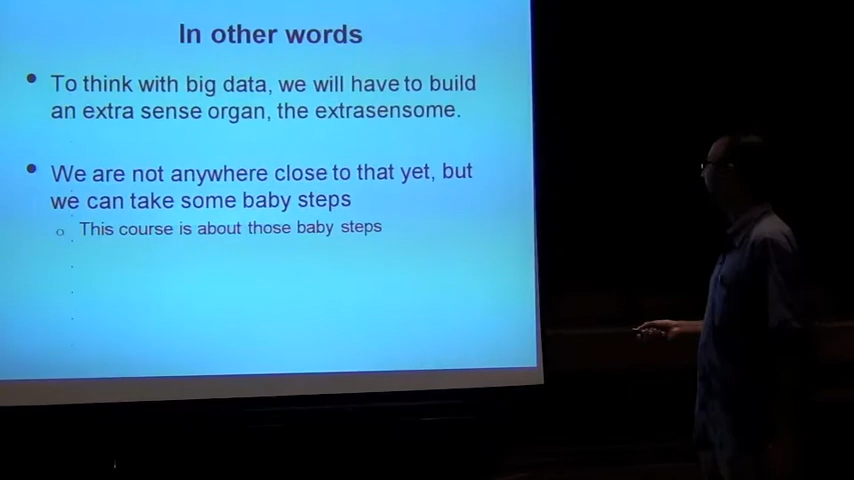 In other words
• To think with big data, we will have to build
an extra sense organ, the extrasensome.
• We are not anywhere close to that yet, but
we can take some baby steps
o This course is about those baby steps